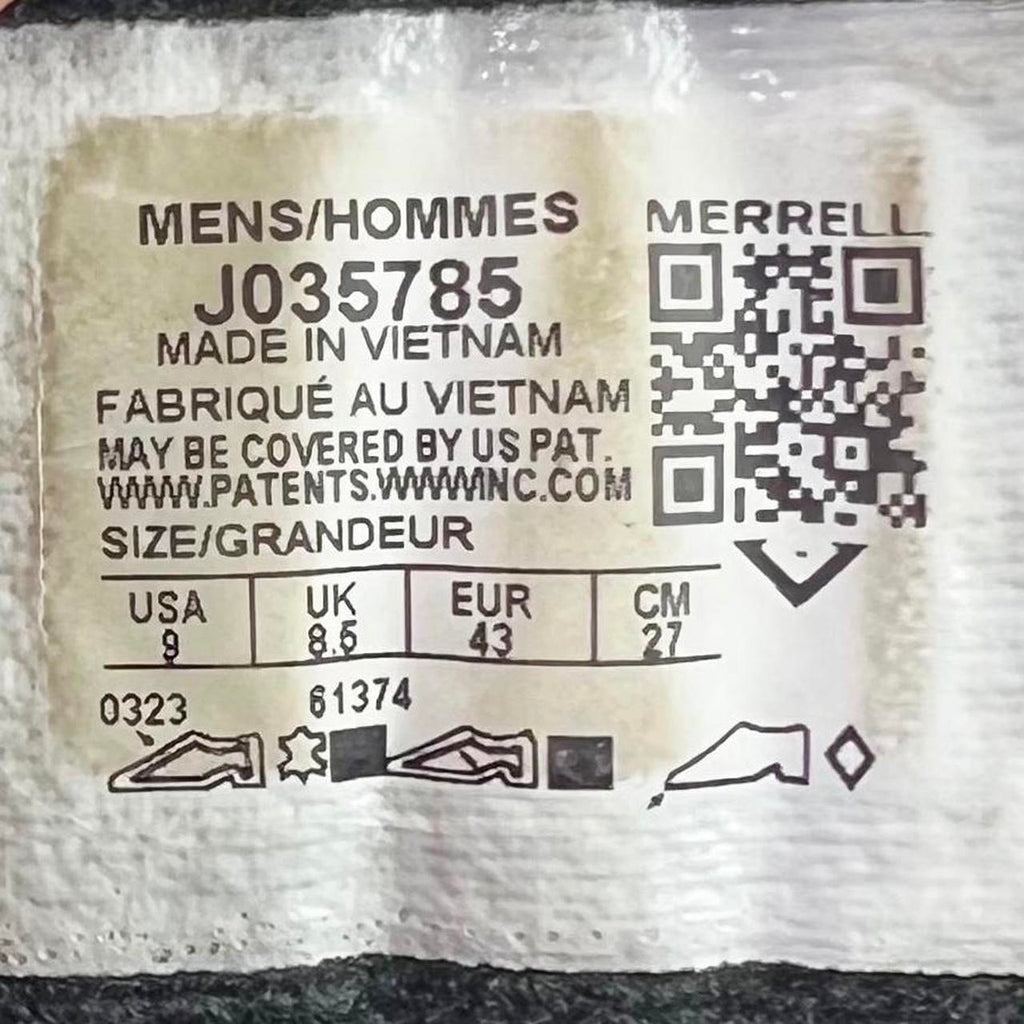 MENS/HOMMES
MERRELL
J035785
MADE IN VIETNAM
FABRIQUÉ AU VIETNAM
MAY BE COVERED BY US PAT.
WWW.PATENTS.WWWINC.COM
SIZE/GRANDEUR
USA UK EUR CM
9 8.5 43 27
0323 61374